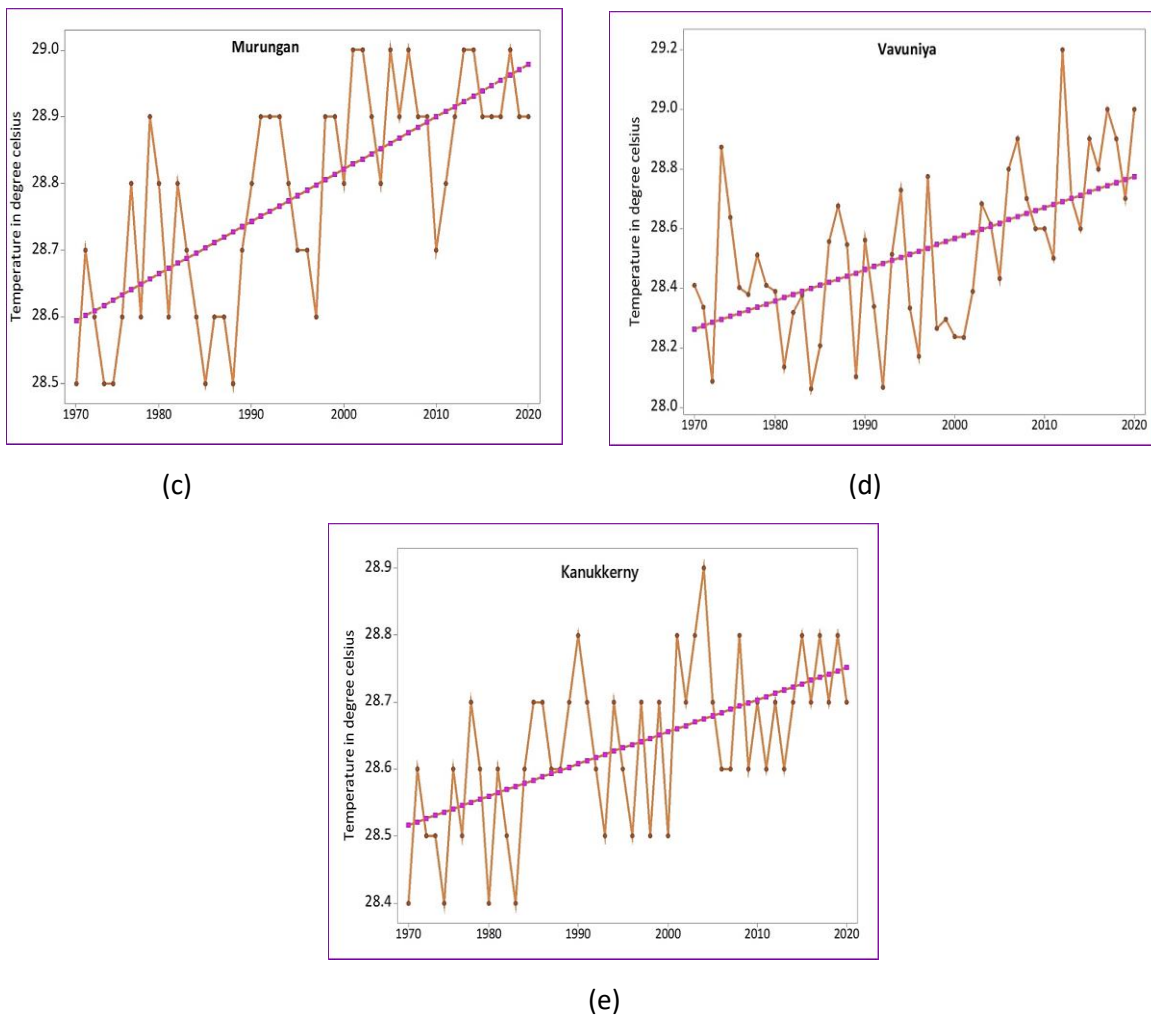 Murungan
Temperature in degree celsius
29.0
28.9
28.8
28.7
28.6
28.5
1970 1980 1990 2000 2010 2020
(c)
Vavuniya
Temperature in degree celsius
29.2
29.0
28.8
28.6
28.4
28.2
28.0
1970 1980 1990 2000 2010 2020
(d)
Kanukkerny
Temperature in degree celsius
28.9
28.8
28.7
28.6
28.5
28.4
1970 1980 1990 2000 2010 2020
(e)